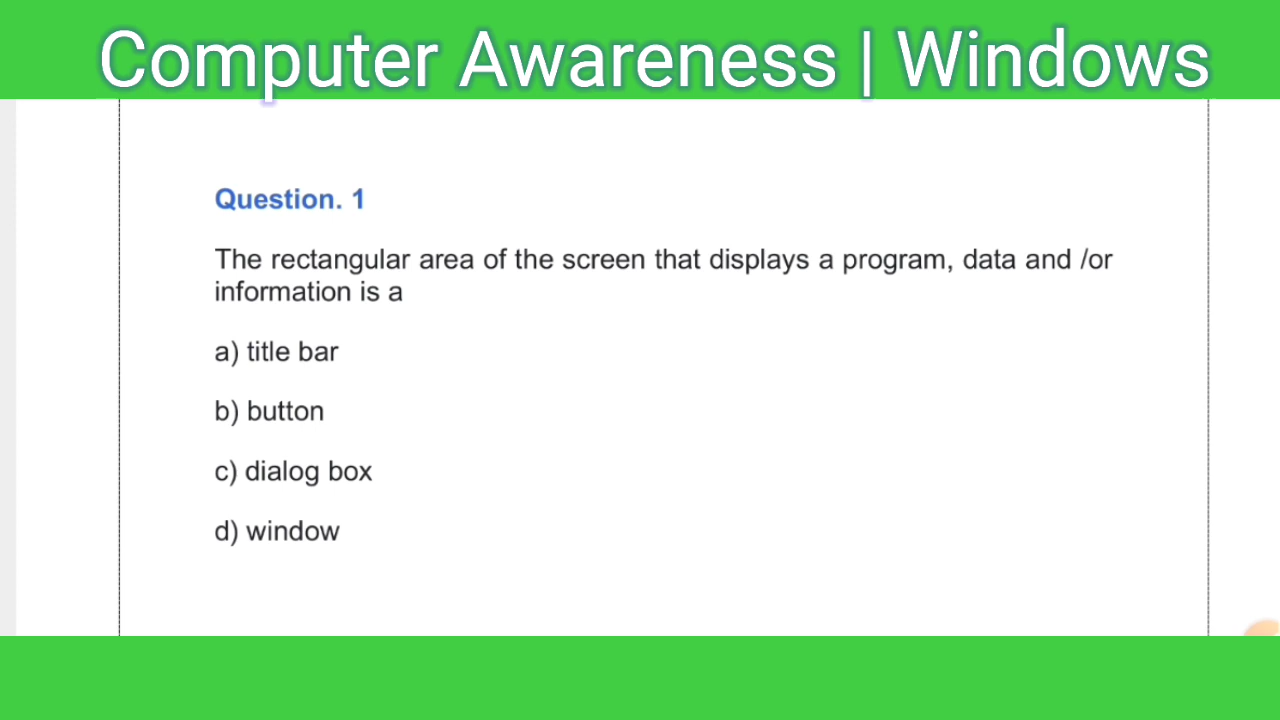 Computer Awareness | Windows
Question. 1
The rectangular area of the screen that displays a program, data and /or
information is a
a) title bar
b) button
c) dialog box
d) window